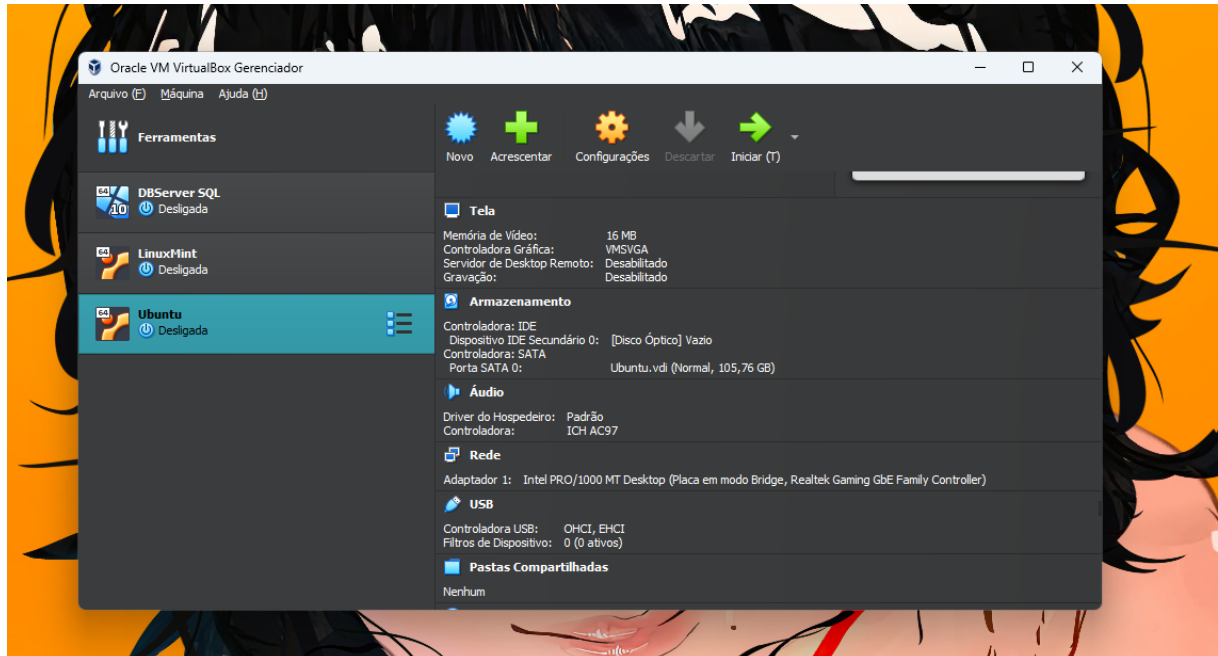 Oracle VM VirtualBox Gerenciador
Arquivo (F) Máquina Ajuda (H)
Ferramentas
Novo Acrescentar Configurações Descartar Iniciar (T)
64 DBServer SQL
10 Desligada
64 LinuxMint
Desligada
64 Ubuntu
Desligada
Tela
Memória de Vídeo: 16 MB
Controladora Gráfica: VMSVGA
Servidor de Desktop Remoto: Desabilitado
Gravação: Desabilitado
Armazenamento
Controladora: IDE
Dispositivo IDE Secundário 0: [Disco Óptico] Vazio
Controladora: SATA
Porta SATA 0: Ubuntu.vdi (Normal, 105,76 GB)
Áudio
Driver do Hospedeiro: Padrão
Controladora: ICH AC97
Rede
Adaptador 1: Intel PRO/1000 MT Desktop (Placa em modo Bridge, Realtek Gaming GbE Family Controller)
USB
Controladora USB: OHCI, EHCI
Filtros de Dispositivo: 0 (0 ativos)
Pastas Compartilhadas
Nenhum